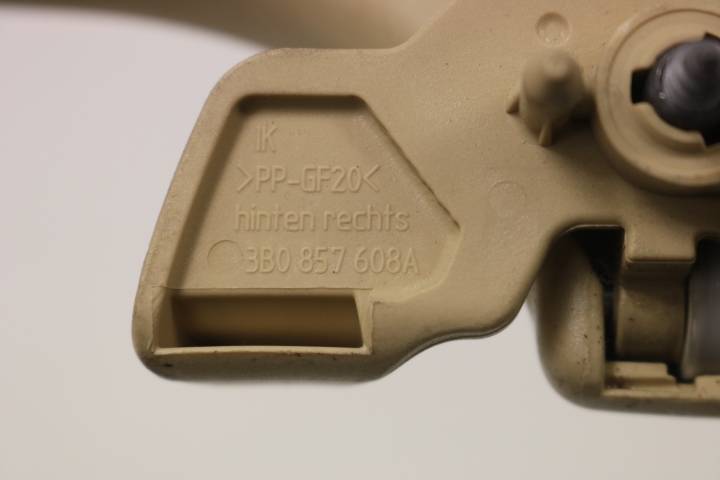 1K
>PP-GF20<
hinten rechts
3B0 857 608A